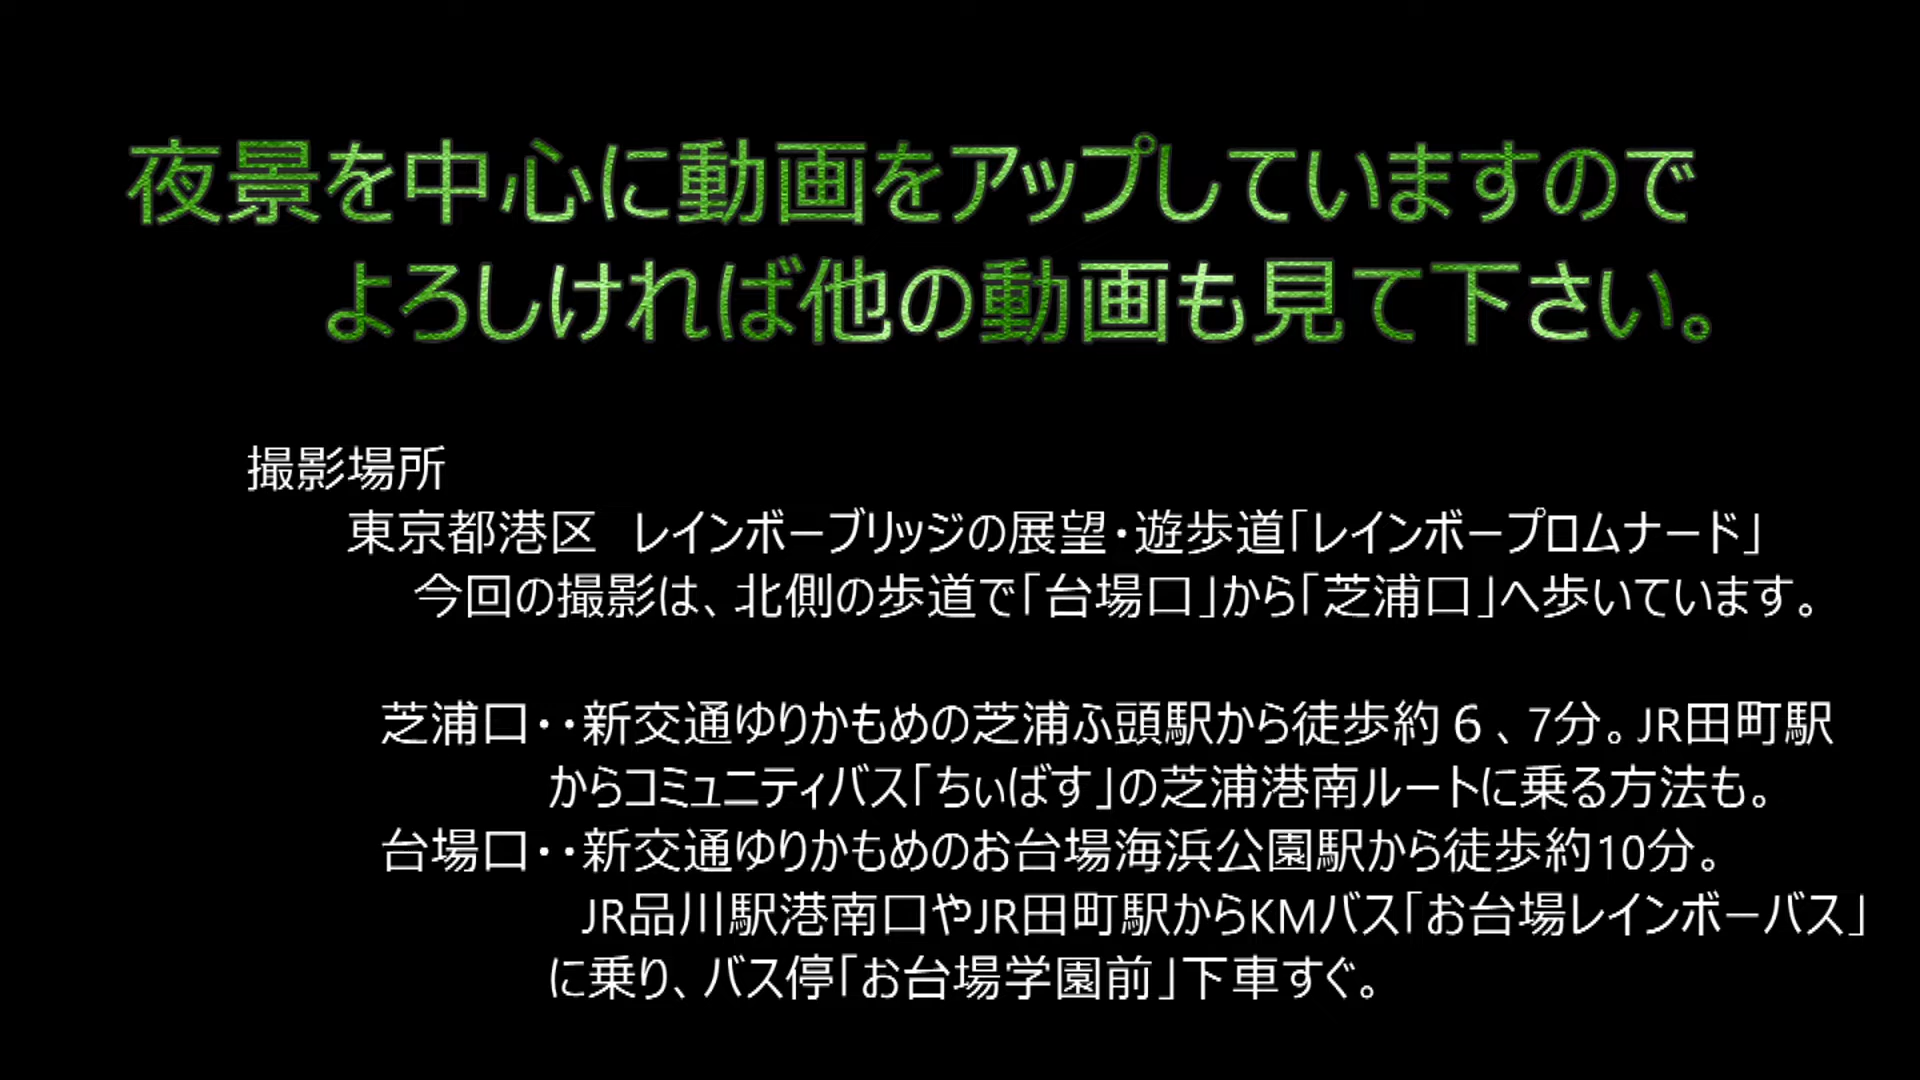 夜景を中心に動画をアップしていますので
よろしければ他の動画も見て下さい。
撮影場所
東京都港区　レインボーブリッジの展望・遊歩道「レインボープロムナード」
今回の撮影は、北側の歩道で「台場口」から「芝浦口」へ歩いています。
芝浦口・・新交通ゆりかもめの芝浦ふ頭駅から徒歩約６、7分。JR田町駅
からコミュニティバス「ちぃばす」の芝浦港南ルートに乗る方法も。
台場口・・新交通ゆりかもめのお台場海浜公園駅から徒歩約10分。
JR品川駅港南口やJR田町駅からKMバス「お台場レインボーバス」
に乗り、バス停「お台場学園前」下車すぐ。